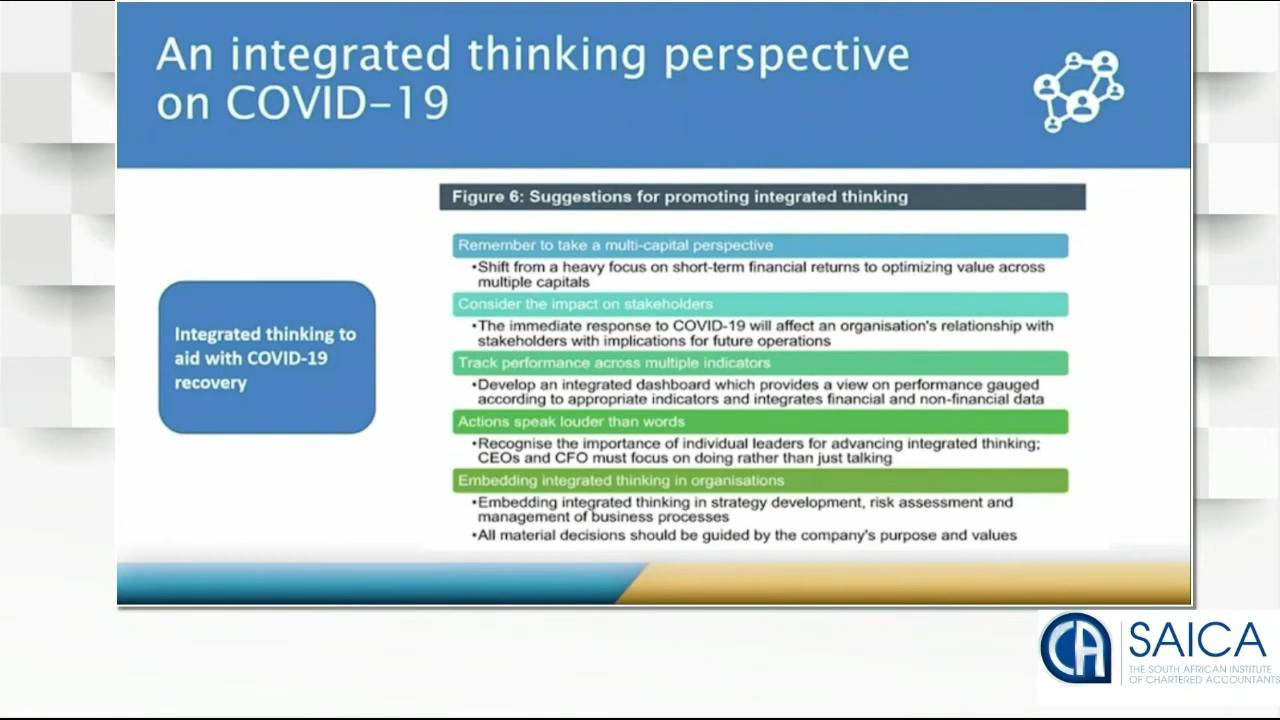 An integrated thinking perspective
on COVID-19
Figure 6: Suggestions for promoting integrated thinking
Integrated thinking to
aid with COVID-19
recovery
Remember to take a multi-capital perspective
•Shift from a heavy focus on short-term financial returns to optimizing value across
multiple capitals
Consider the impact on stakeholders
•The immediate response to COVID-19 will affect an organisation's relationship with
stakeholders with implications for future operations
Track performance across multiple indicators
•Develop an integrated dashboard which provides a view on performance gauged
according to appropriate indicators and integrates financial and non-financial data
Actions speak louder than words
•Recognise the importance of individual leaders for advancing integrated thinking;
CEOs and CFO must focus on doing rather than just talking
Embedding integrated thinking in organisations
•Embedding integrated thinking in strategy development, risk assessment and
management of business processes
•All material decisions should be guided by the company's purpose and values
CA
SAICA
THE SOUTH AFRICAN INSTITUTE
OF CHARTERED ACCOUNTANTS